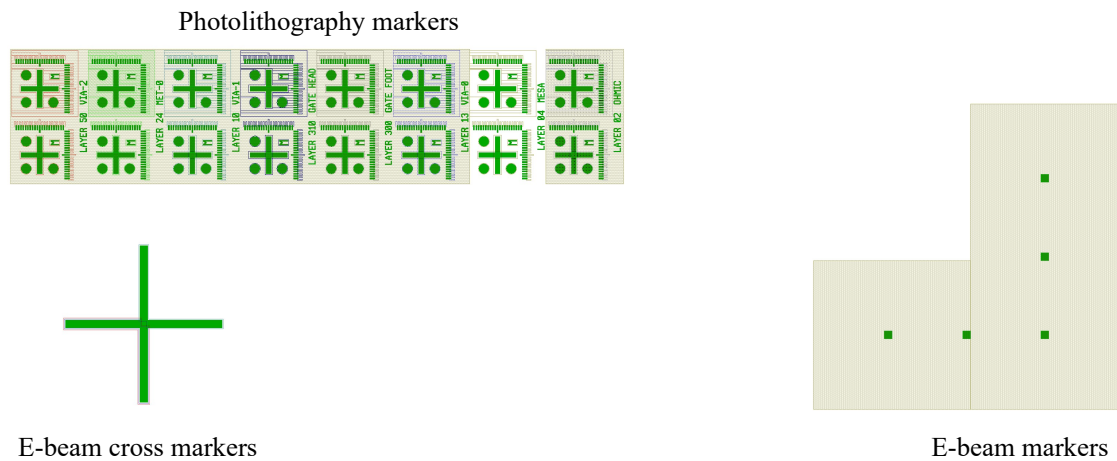 Photolithography markers
LAYER 50 VIA-2
LAYER 24 MET-0
LAYER 10 VIA-1
LAYER 310 GATE HEAD
LAYER 300 GATE FOOT
LAYER 13 VIA-0
LAYER 04 MESA
LAYER 02 OHMIC
E-beam cross markers
E-beam markers